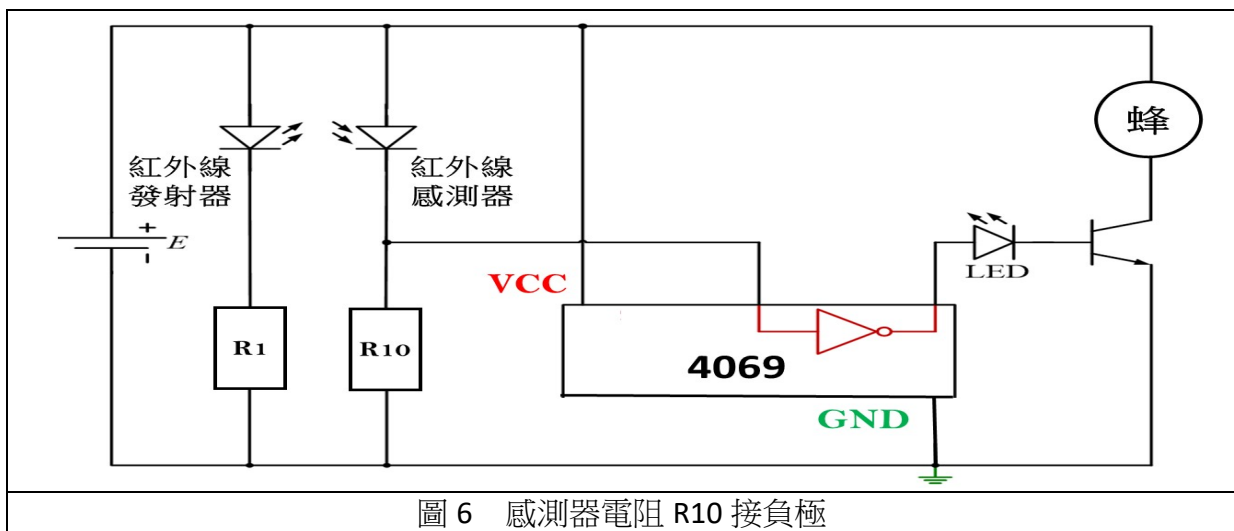 蜂
紅外線
發射器
紅外線
感測器
+
E
-
LED
VCC
R1
R10
4069
GND
圖 6 感測器電阻 R10 接負極